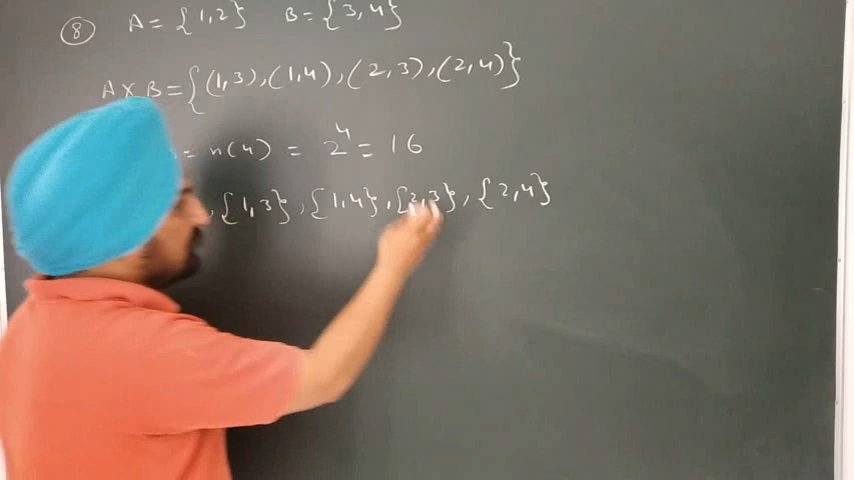 ⑧ A = {1,2} B = {3,4}
A × B = {(1,3),(1,4),(2,3),(2,4)}
= n(4) = 2⁴ = 16
, {1,3}, {1,4}, {2,3}, {2,4}